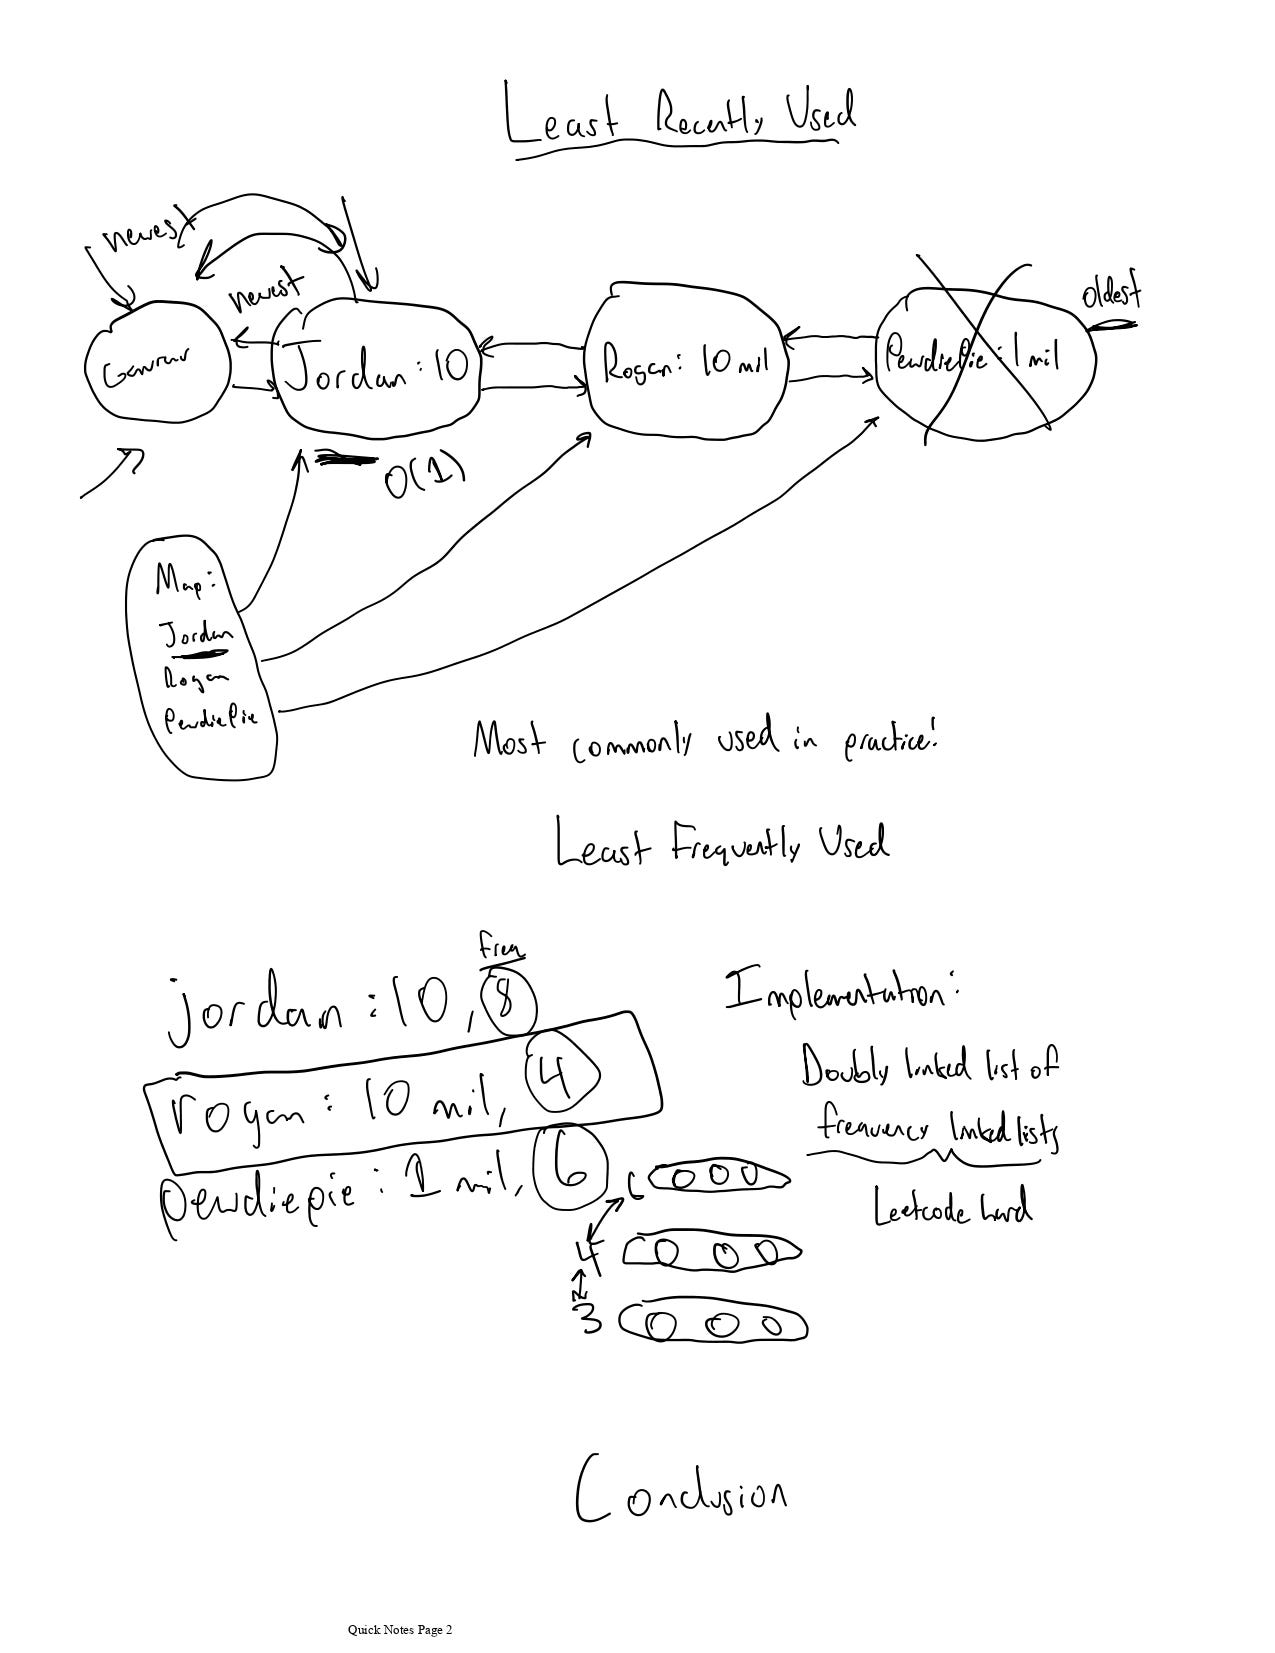 Least Recently Used
newest
newest
oldest
Jordan: 10
Rogan: 10 mil
PewdiePie: 1 mil
O(1)
Map:
Jordan
Rogan
PewdiePie
Most commonly used in practice!
Least Frequently Used
freq
jordan: 10, 8
rogan: 10 mil, 4
pewdiepie: 1 mil, 6
Implementation:
Doubly linked list of
frequency linked lists
Leetcode hard
6
4
3
Conclusion
Quick Notes Page 2